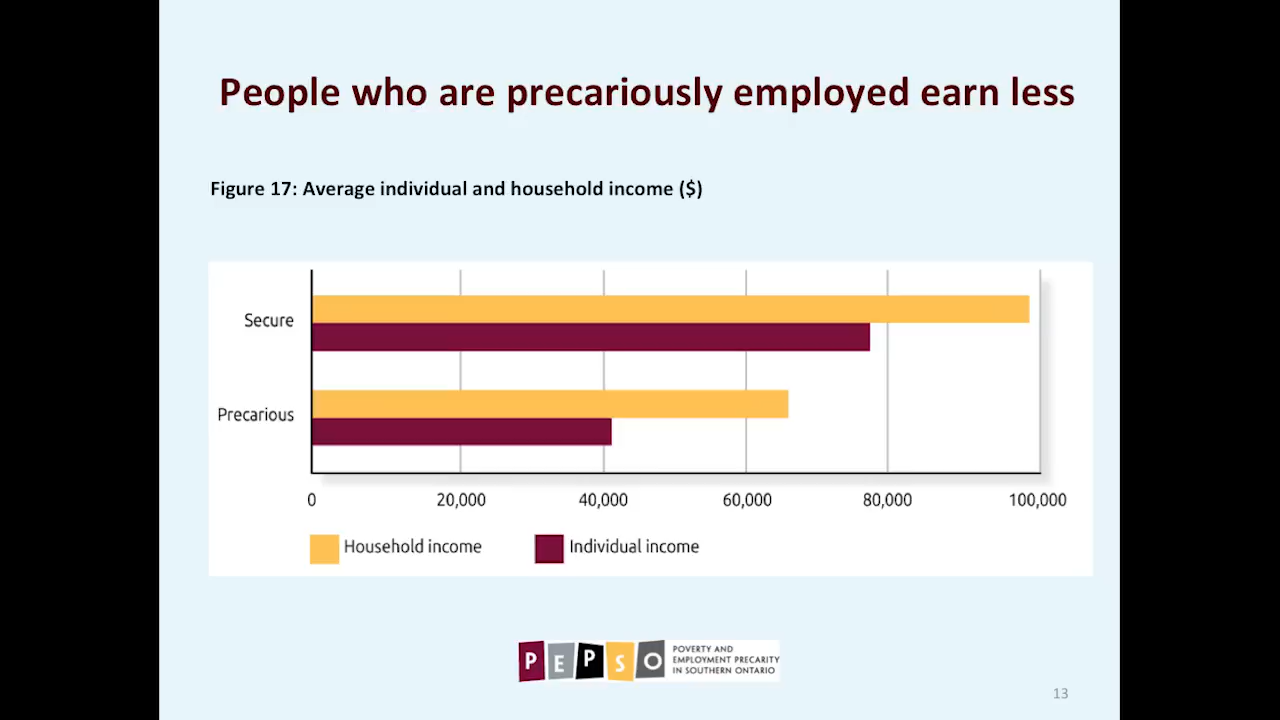 People who are precariously employed earn less
Figure 17: Average individual and household income ($)
Secure
Precarious
0 20,000 40,000 60,000 80,000 100,000
Household income Individual income
PEPSO
POVERTY AND
EMPLOYMENT PRECARITY
IN SOUTHERN ONTARIO
13